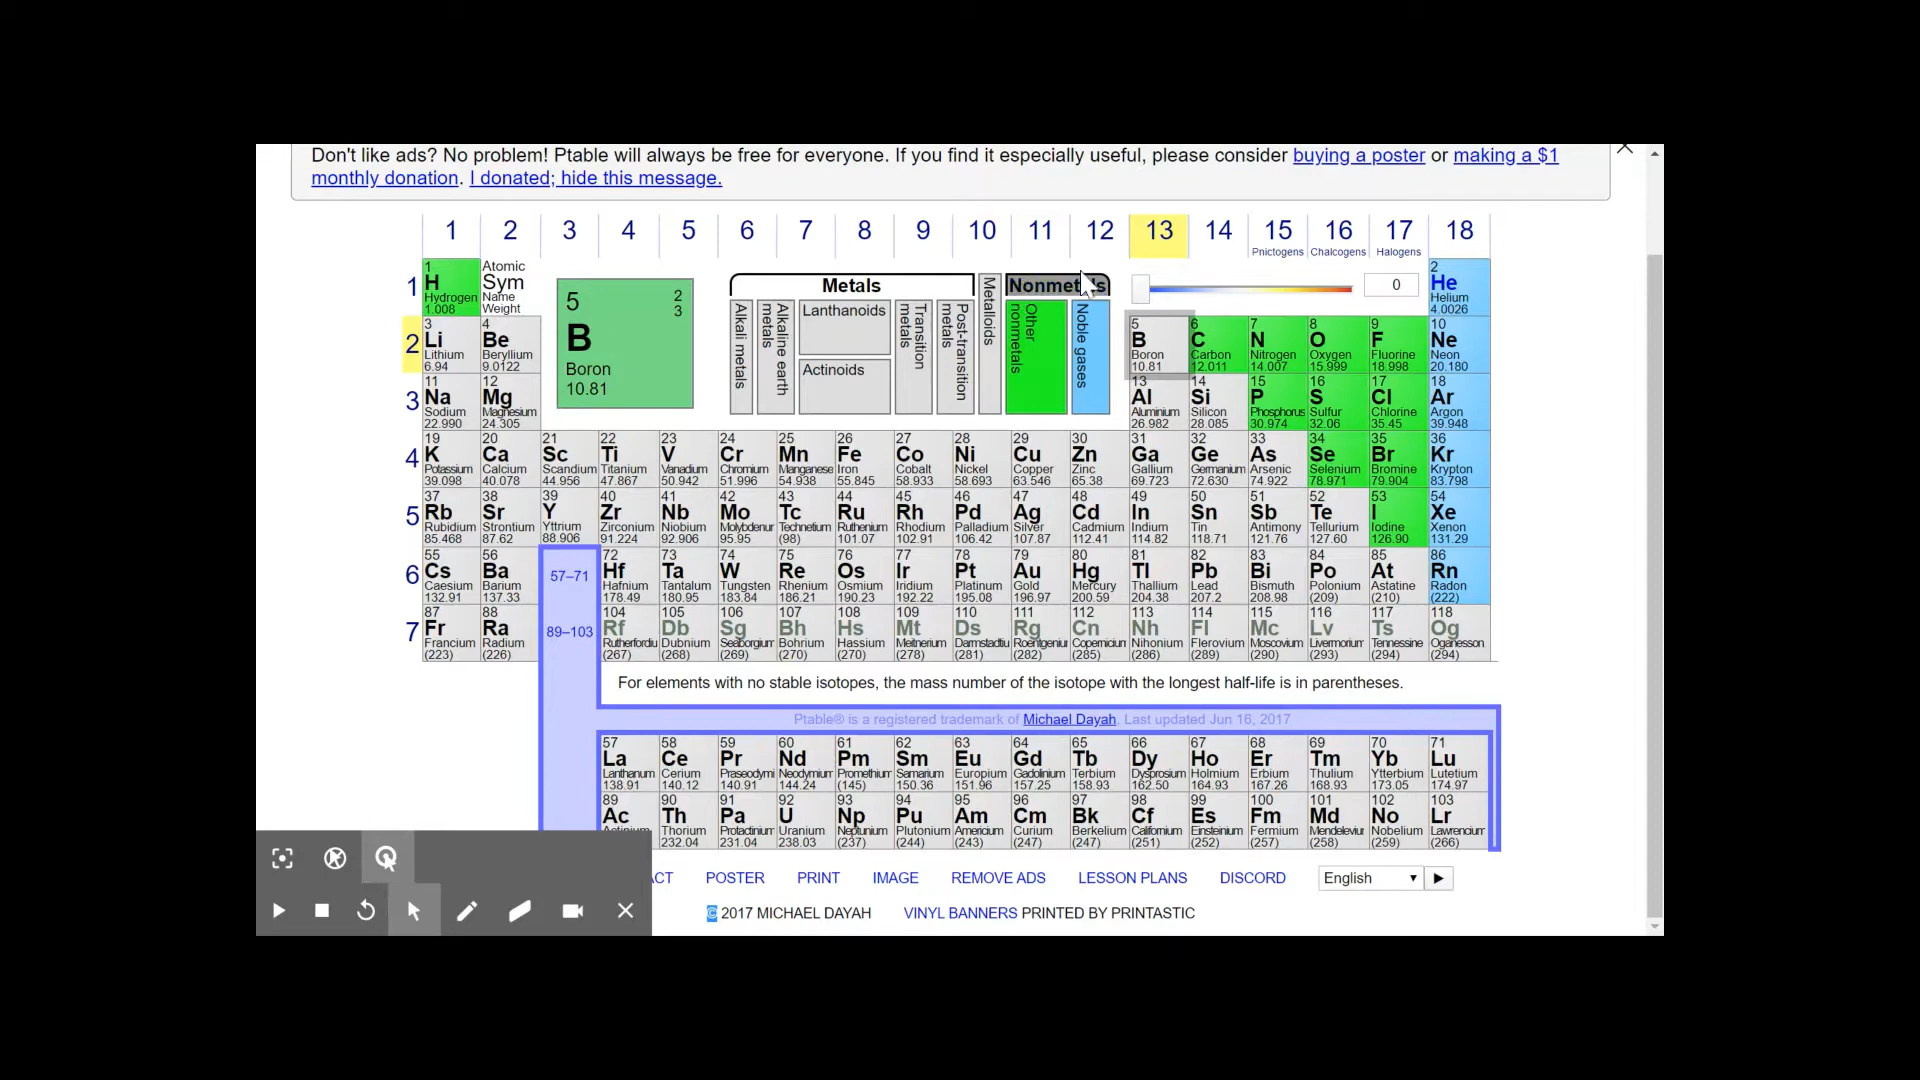 Don't like ads? No problem! Ptable will always be free for everyone. If you find it especially useful, please consider buying a poster or making a $1
monthly donation. I donated; hide this message.
1 2 3 4 5 6 7 8 9 10 11 12 13 14 15 16 17 18
Pnictogens Chalcogens Halogens
1
1 H Hydrogen 1.008
Atomic Sym Name Weight
5 2 3 B Boron 10.81
Metals
Alkali metals
Alkaline earth metals
Lanthanoids
Actinoids
Transition metals
Post-transition metals
Metalloids
Nonmetals
Other nonmetals
Noble gases
0
2 He Helium 4.0026
2
3 Li Lithium 6.94
4 Be Beryllium 9.0122
5 B Boron 10.81
6 C Carbon 12.011
7 N Nitrogen 14.007
8 O Oxygen 15.999
9 F Fluorine 18.998
10 Ne Neon 20.180
3
11 Na Sodium 22.990
12 Mg Magnesium 24.305
13 Al Aluminium 26.982
14 Si Silicon 28.085
15 P Phosphorus 30.974
16 S Sulfur 32.06
17 Cl Chlorine 35.45
18 Ar Argon 39.948
4
19 K Potassium 39.098
20 Ca Calcium 40.078
21 Sc Scandium 44.956
22 Ti Titanium 47.867
23 V Vanadium 50.942
24 Cr Chromium 51.996
25 Mn Manganese 54.938
26 Fe Iron 55.845
27 Co Cobalt 58.933
28 Ni Nickel 58.693
29 Cu Copper 63.546
30 Zn Zinc 65.38
31 Ga Gallium 69.723
32 Ge Germanium 72.630
33 As Arsenic 74.922
34 Se Selenium 78.971
35 Br Bromine 79.904
36 Kr Krypton 83.798
5
37 Rb Rubidium 85.468
38 Sr Strontium 87.62
39 Y Yttrium 88.906
40 Zr Zirconium 91.224
41 Nb Niobium 92.906
42 Mo Molybdenur 95.95
43 Tc Technetium (98)
44 Ru Ruthenium 101.07
45 Rh Rhodium 102.91
46 Pd Palladium 106.42
47 Ag Silver 107.87
48 Cd Cadmium 112.41
49 In Indium 114.82
50 Sn Tin 118.71
51 Sb Antimony 121.76
52 Te Tellurium 127.60
53 I Iodine 126.90
54 Xe Xenon 131.29
6
55 Cs Caesium 132.91
56 Ba Barium 137.33
57–71
72 Hf Hafnium 178.49
73 Ta Tantalum 180.95
74 W Tungsten 183.84
75 Re Rhenium 186.21
76 Os Osmium 190.23
77 Ir Iridium 192.22
78 Pt Platinum 195.08
79 Au Gold 196.97
80 Hg Mercury 200.59
81 Tl Thallium 204.38
82 Pb Lead 207.2
83 Bi Bismuth 208.98
84 Po Polonium (209)
85 At Astatine (210)
86 Rn Radon (222)
7
87 Fr Francium (223)
88 Ra Radium (226)
89–103
104 Rf Rutherfordiu (267)
105 Db Dubnium (268)
106 Sg Seaborgiur (269)
107 Bh Bohrium (270)
108 Hs Hassium (270)
109 Mt Meitnerium (278)
110 Ds Darmstadtiu (281)
111 Rg Roentgeniur (282)
112 Cn Copernicium (285)
113 Nh Nihonium (286)
114 Fl Flerovium (289)
115 Mc Moscovium (290)
116 Lv Livermoriur (293)
117 Ts Tennessine (294)
118 Og Oganesson (294)
For elements with no stable isotopes, the mass number of the isotope with the longest half-life is in parentheses.
Ptable® is a registered trademark of Michael Dayah. Last updated Jun 16, 2017
57 La Lanthanum 138.91
58 Ce Cerium 140.12
59 Pr Praseodymi 140.91
60 Nd Neodymiur 144.24
61 Pm Promethiur (145)
62 Sm Samarium 150.36
63 Eu Europium 151.96
64 Gd Gadolinium 157.25
65 Tb Terbium 158.93
66 Dy Dysprosium 162.50
67 Ho Holmium 164.93
68 Er Erbium 167.26
69 Tm Thulium 168.93
70 Yb Ytterbium 173.05
71 Lu Lutetium 174.97
89 Ac
90 Th Thorium 232.04
91 Pa Protactiniur 231.04
92 U Uranium 238.03
93 Np Neptunium (237)
94 Pu Plutonium (244)
95 Am Americium (243)
96 Cm Curium (247)
97 Bk Berkelium (247)
98 Cf Californium (251)
99 Es Einsteinium (252)
100 Fm Fermium (257)
101 Md Mendeleviur (258)
102 No Nobelium (259)
103 Lr Lawrenciur (266)
ACT POSTER PRINT IMAGE REMOVE ADS LESSON PLANS DISCORD English
© 2017 MICHAEL DAYAH VINYL BANNERS PRINTED BY PRINTASTIC